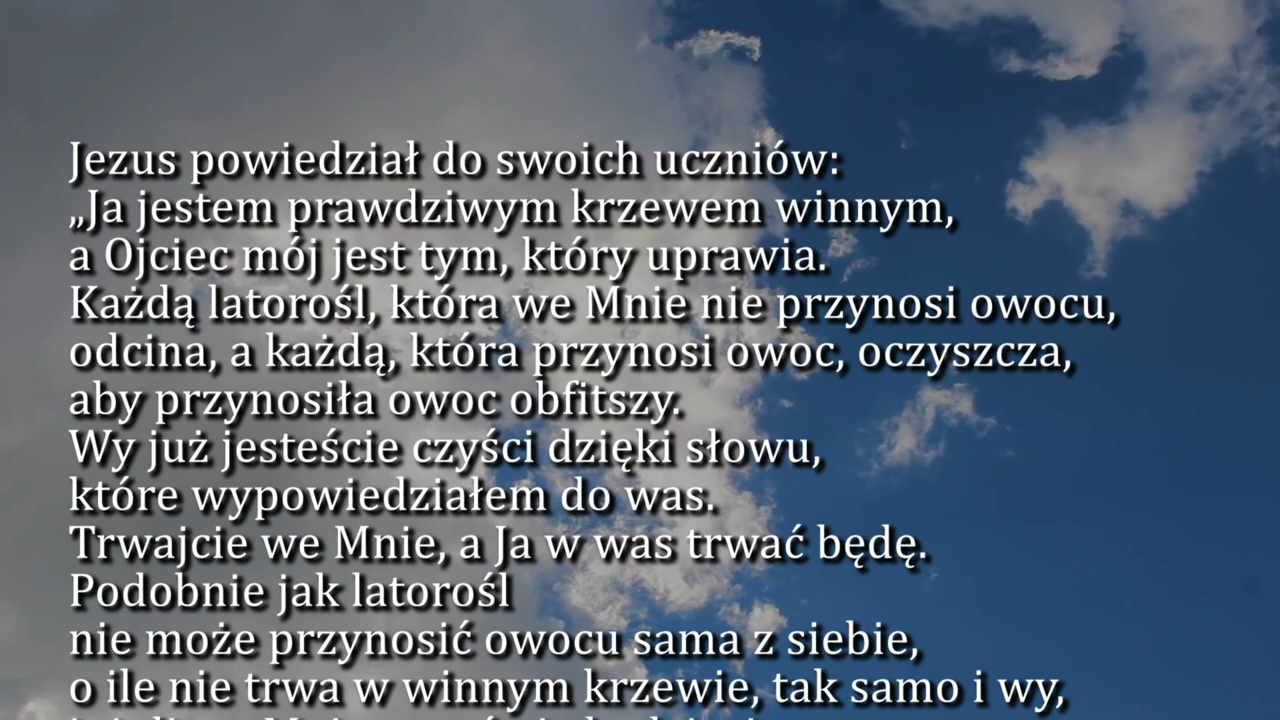 Jezus powiedział do swoich uczniów:
„Ja jestem prawdziwym krzewem winnym,
a Ojciec mój jest tym, który uprawia.
Każdą latorośl, która we Mnie nie przynosi owocu,
odcina, a każdą, która przynosi owoc, oczyszcza,
aby przynosiła owoc obfitszy.
Wy już jesteście czyści dzięki słowu,
które wypowiedziałem do was.
Trwajcie we Mnie, a Ja w was trwać będę.
Podobnie jak latorośl
nie może przynosić owocu sama z siebie,
o ile nie trwa w winnym krzewie, tak samo i wy,